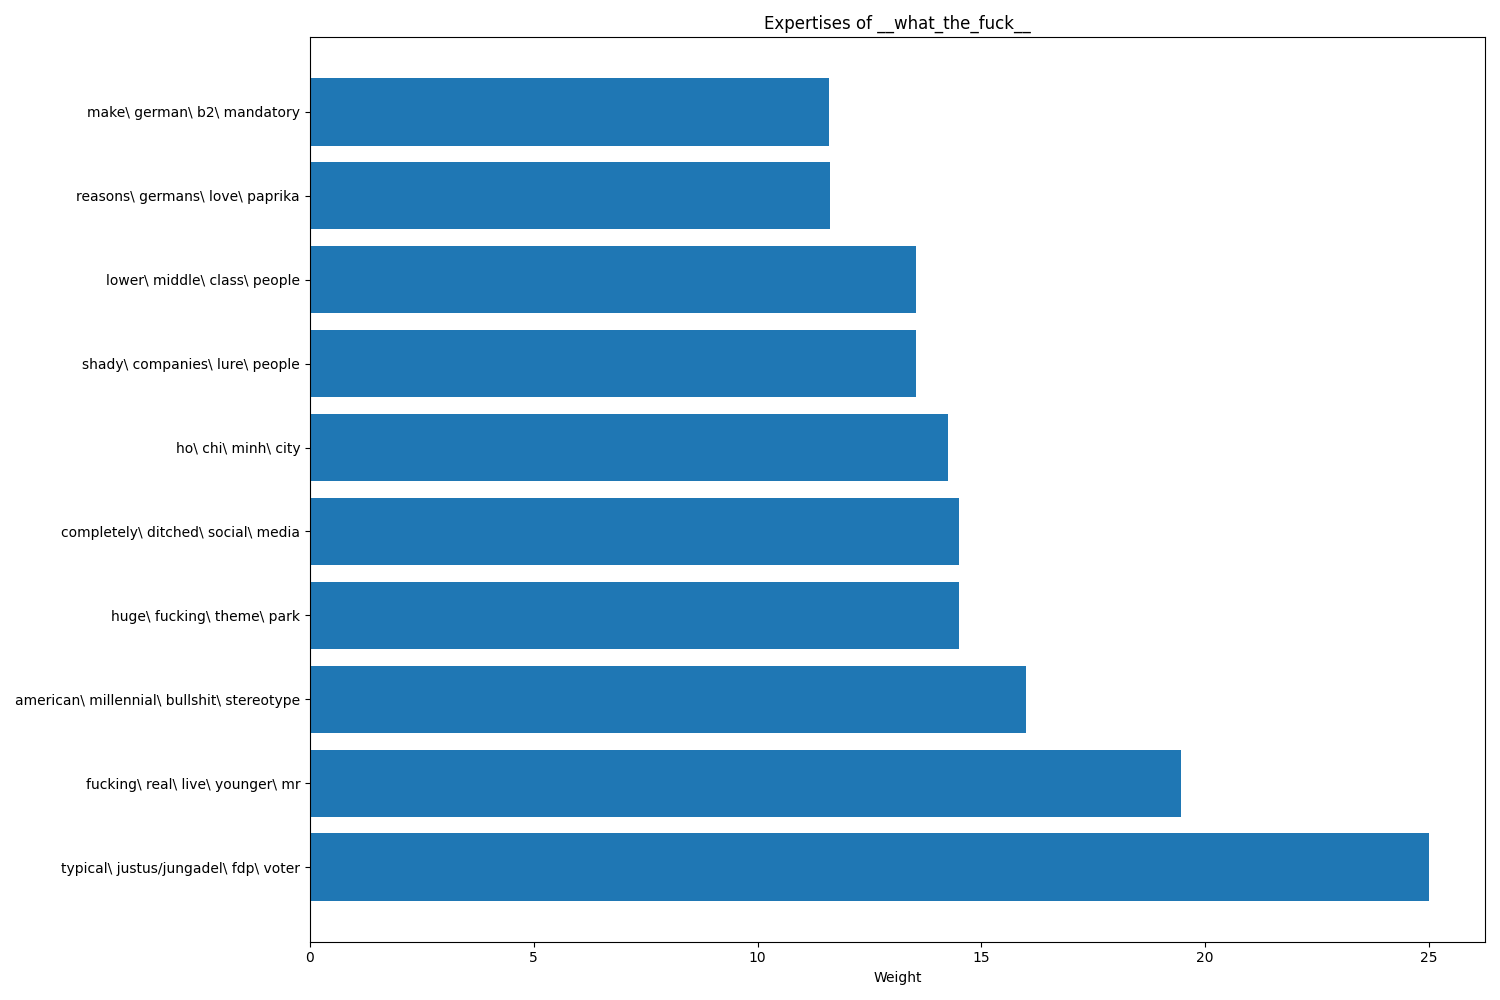 Expertises of __what_the_fuck__
make\ german\ b2\ mandatory
reasons\ germans\ love\ paprika
lower\ middle\ class\ people
shady\ companies\ lure\ people
ho\ chi\ minh\ city
completely\ ditched\ social\ media
huge\ fucking\ theme\ park
american\ millennial\ bullshit\ stereotype
fucking\ real\ live\ younger\ mr
typical\ justus/jungadel\ fdp\ voter
0 5 10 15 20 25
Weight